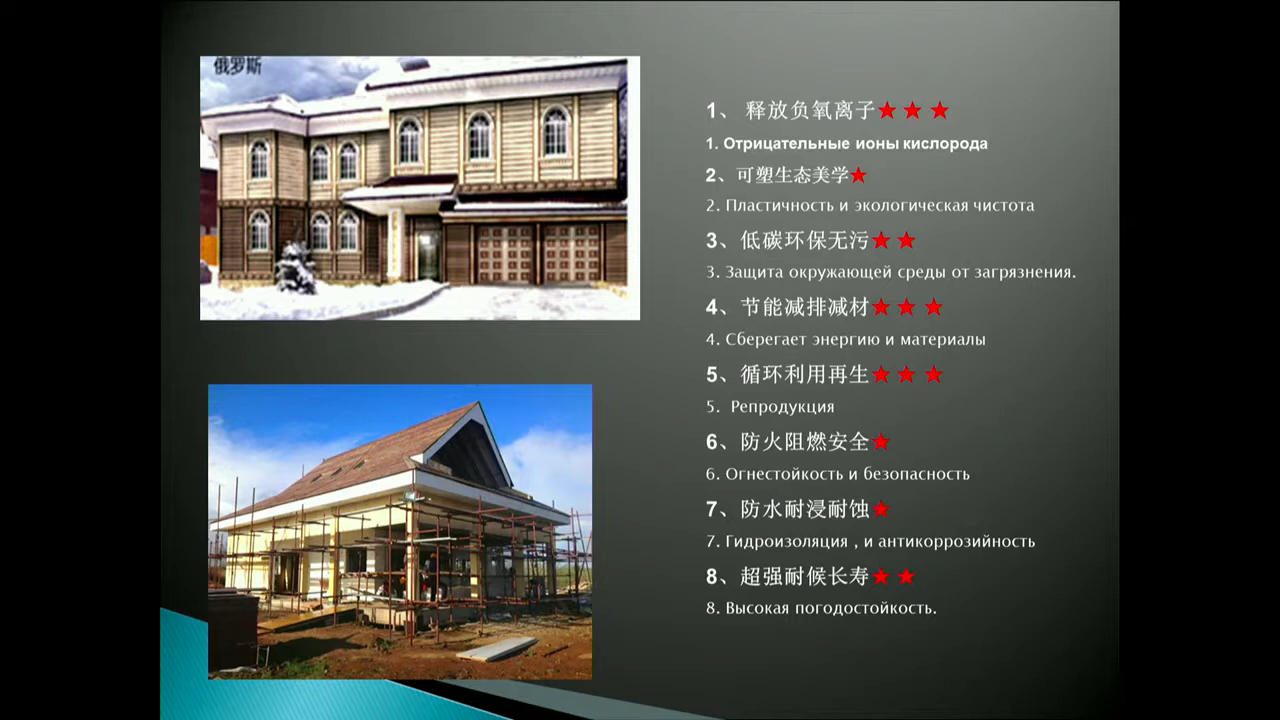 俄罗斯
1、 释放负氧离子★ ★ ★
1. Отрицательные ионы кислорода
2、可塑生态美学★
2. Пластичность и экологическая чистота
3、低碳环保无污★ ★
3. Защита окружающей среды от загрязнения.
4、节能减排减材★ ★ ★
4. Сберегает энергию и материалы
5、循环利用再生★ ★ ★
5. Репродукция
6、防火阻燃安全★
6. Огнестойкость и безопасность
7、防水耐浸耐蚀★
7. Гидроизоляция , и антикоррозийность
8、超强耐候长寿★ ★
8. Высокая погодостойкость.